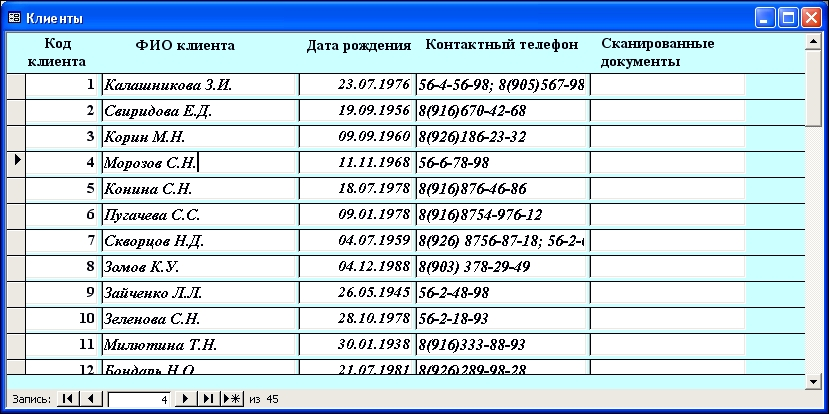 Клиенты
Код клиента ФИО клиента Дата рождения Контактный телефон Сканированные документы
1 Калашникова З.И. 23.07.1976 56-4-56-98; 8(905)567-98
2 Свиридова Е.Д. 19.09.1956 8(916)670-42-68
3 Корин М.Н. 09.09.1960 8(926)186-23-32
4 Морозов С.Н. 11.11.1968 56-6-78-98
5 Конина С.Н. 18.07.1978 8(916)876-46-86
6 Пугачева С.С. 09.01.1978 8(916)8754-976-12
7 Скворцов Н.Д. 04.07.1959 8(926) 8756-87-18; 56-2-
8 Зомов К.У. 04.12.1988 8(903) 378-29-49
9 Зайченко Л.Л. 26.05.1945 56-2-48-98
10 Зеленова С.Н. 28.10.1978 56-2-18-93
11 Милютина Т.Н. 30.01.1938 8(916)333-88-93
12 Бондарь Н.О. 21.07.1981 8(926)289-98-28
Запись: 4 из 45